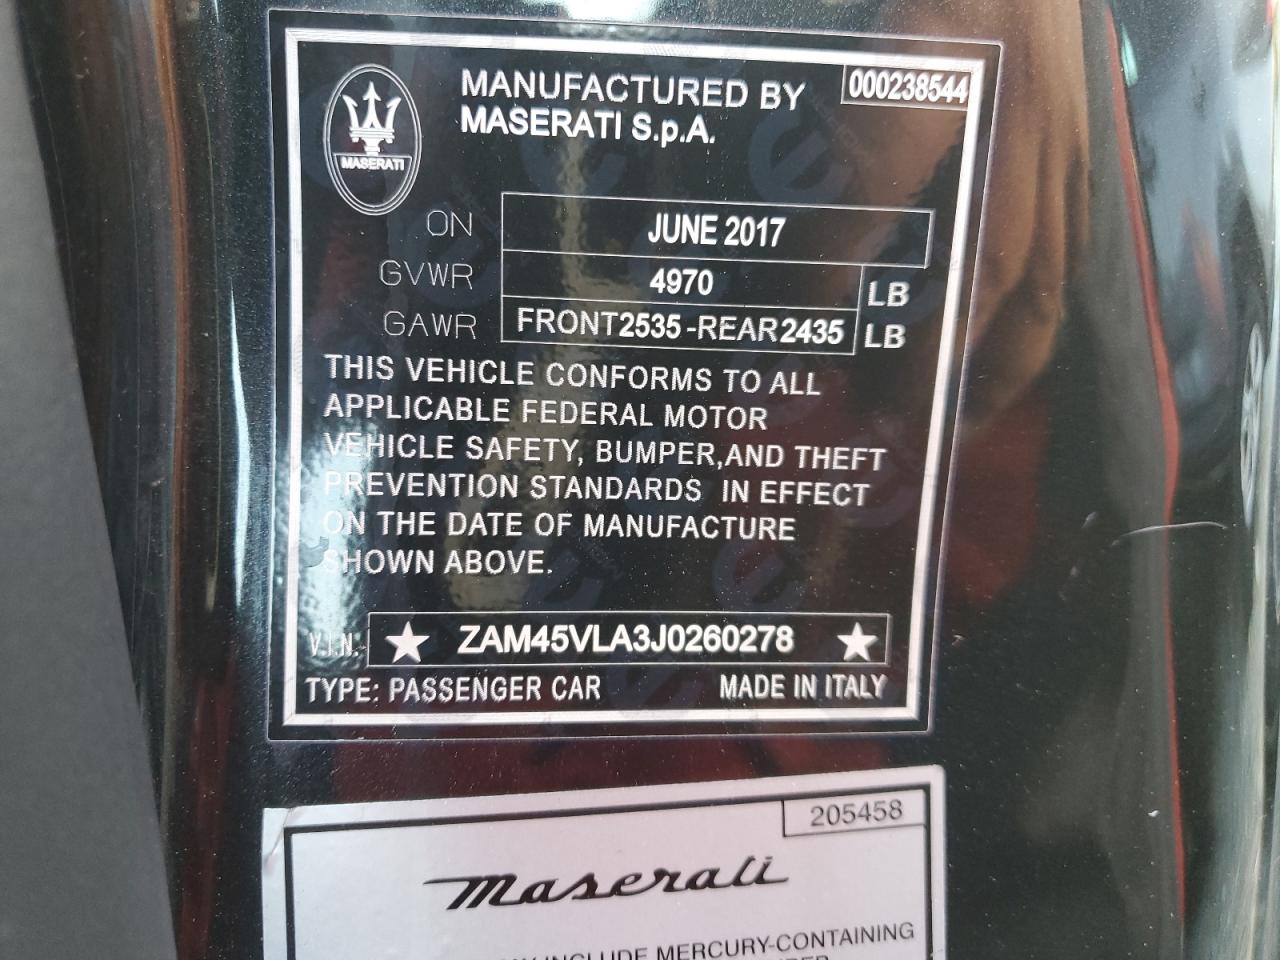 MANUFACTURED BY
000238544
MASERATI S.p.A.
MASERATI
ON JUNE 2017
GVWR 4970 LB
GAWR FRONT2535-REAR2435 LB
THIS VEHICLE CONFORMS TO ALL
APPLICABLE FEDERAL MOTOR
VEHICLE SAFETY, BUMPER,AND THEFT
PREVENTION STANDARDS IN EFFECT
ON THE DATE OF MANUFACTURE
SHOWN ABOVE.
V.I.N. ★ ZAM45VLA3J0260278 ★
TYPE: PASSENGER CAR MADE IN ITALY
205458
Maserati
INCLUDE MERCURY-CONTAINING